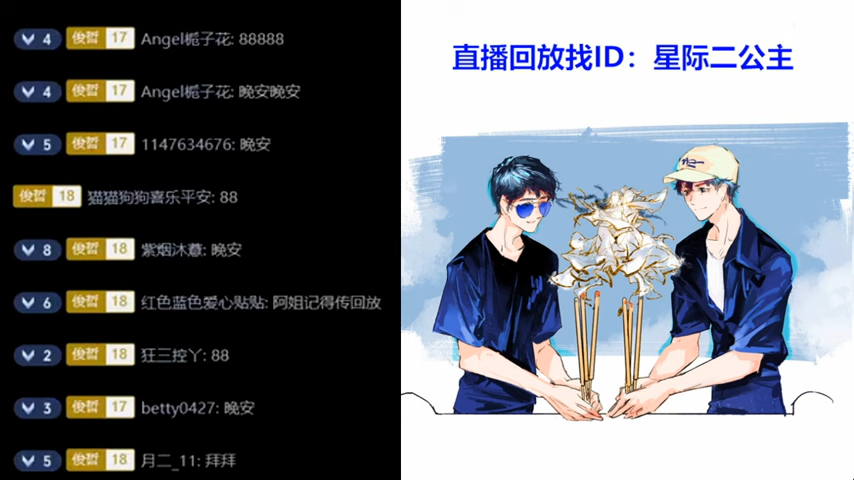 4 俊哲 17 Angel栀子花: 88888
4 俊哲 17 Angel栀子花: 晚安晚安
5 俊哲 17 1147634676: 晚安
俊哲 18 猫猫狗狗喜乐平安: 88
8 俊哲 18 紫烟沐薏: 晚安
6 俊哲 18 红色蓝色爱心贴贴: 阿姐记得传回放
2 俊哲 18 狂三控丫: 88
3 俊哲 17 betty0427: 晚安
5 俊哲 18 月二_11: 拜拜
直播回放找ID：星际二公主